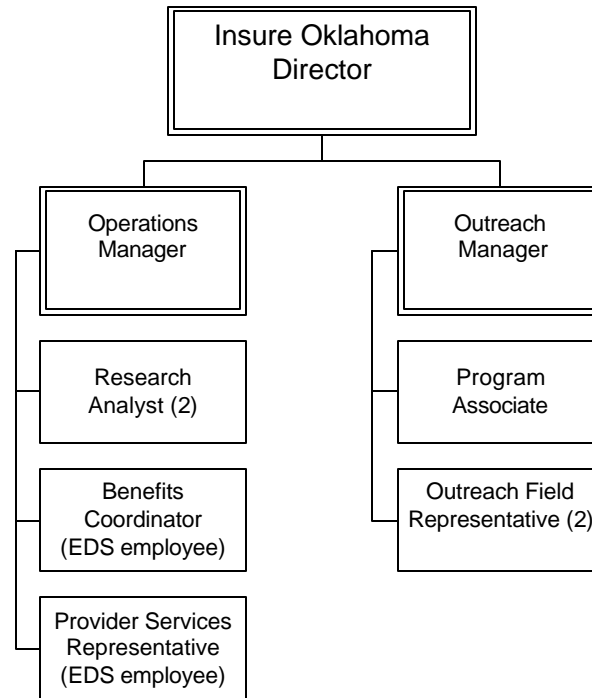 Insure Oklahoma
Director
Operations
Manager
Outreach
Manager
Research
Analyst (2)
Program
Associate
Benefits
Coordinator
(EDS employee)
Outreach Field
Representative (2)
Provider Services
Representative
(EDS employee)